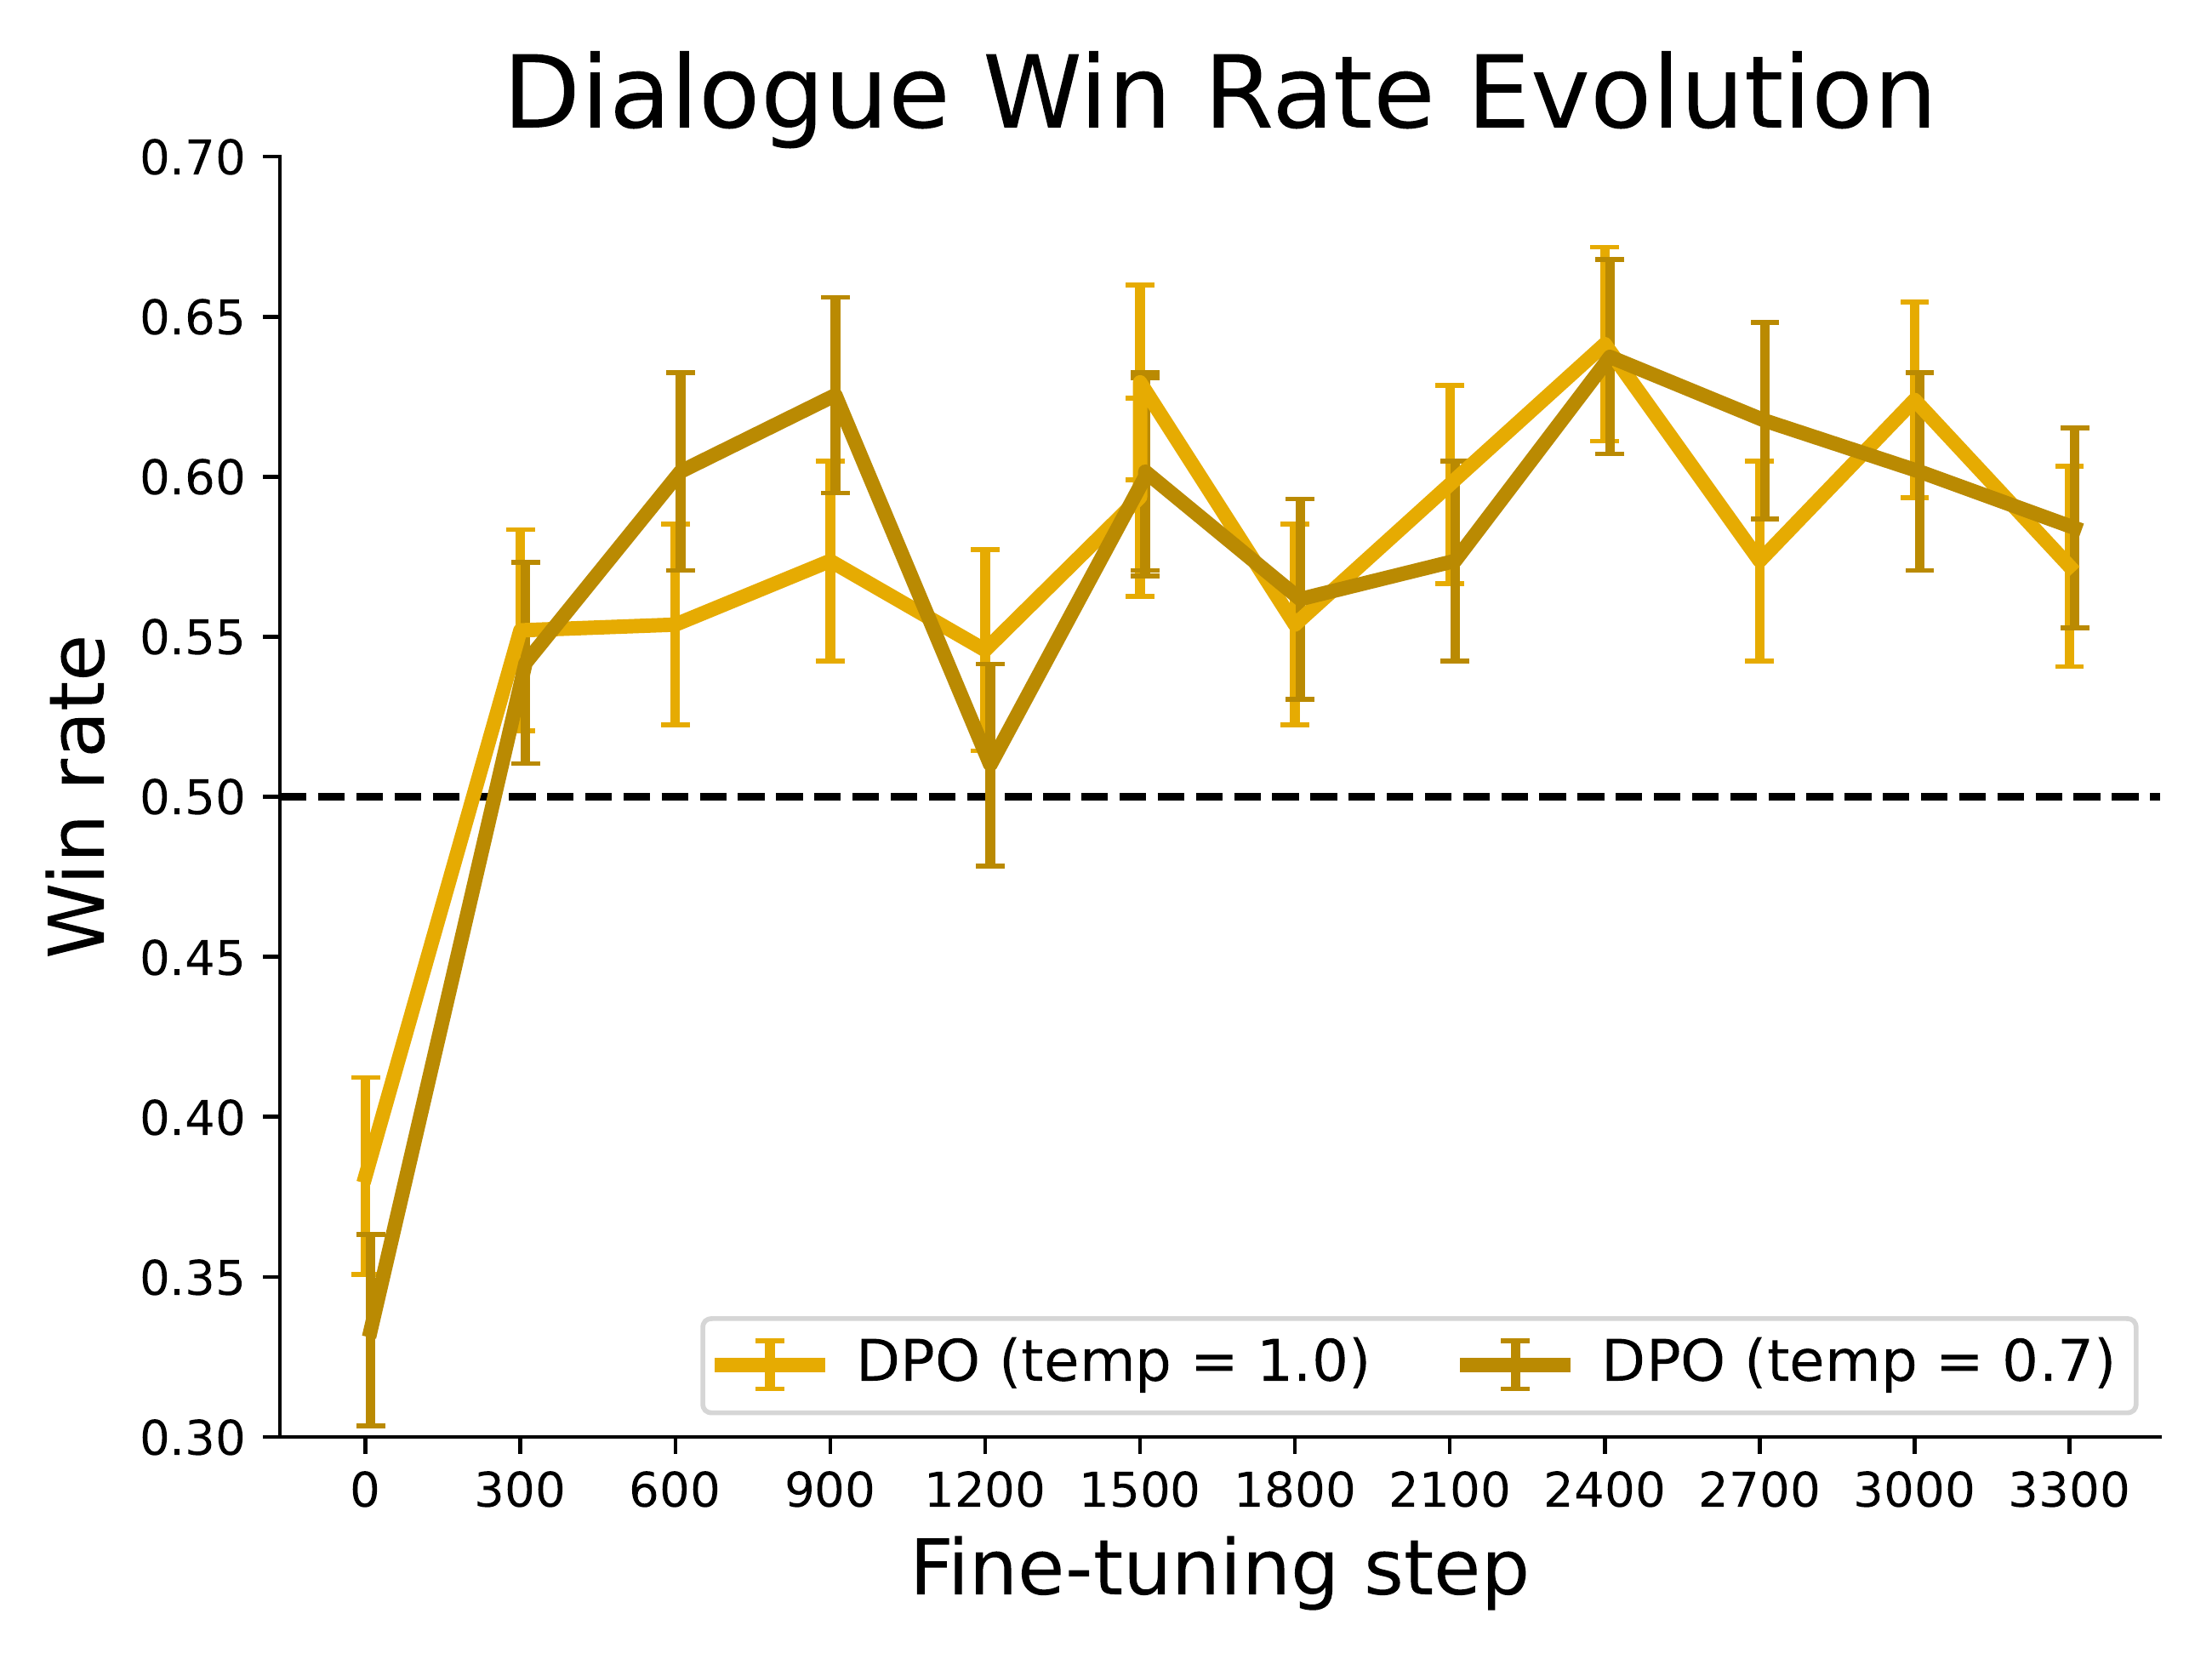 Dialogue Win Rate Evolution
0.70
0.65
0.60
0.55
0.50
0.45
0.40
0.35
0.30
Win rate
DPO (temp = 1.0) DPO (temp = 0.7)
0 300 600 900 1200 1500 1800 2100 2400 2700 3000 3300
Fine-tuning step